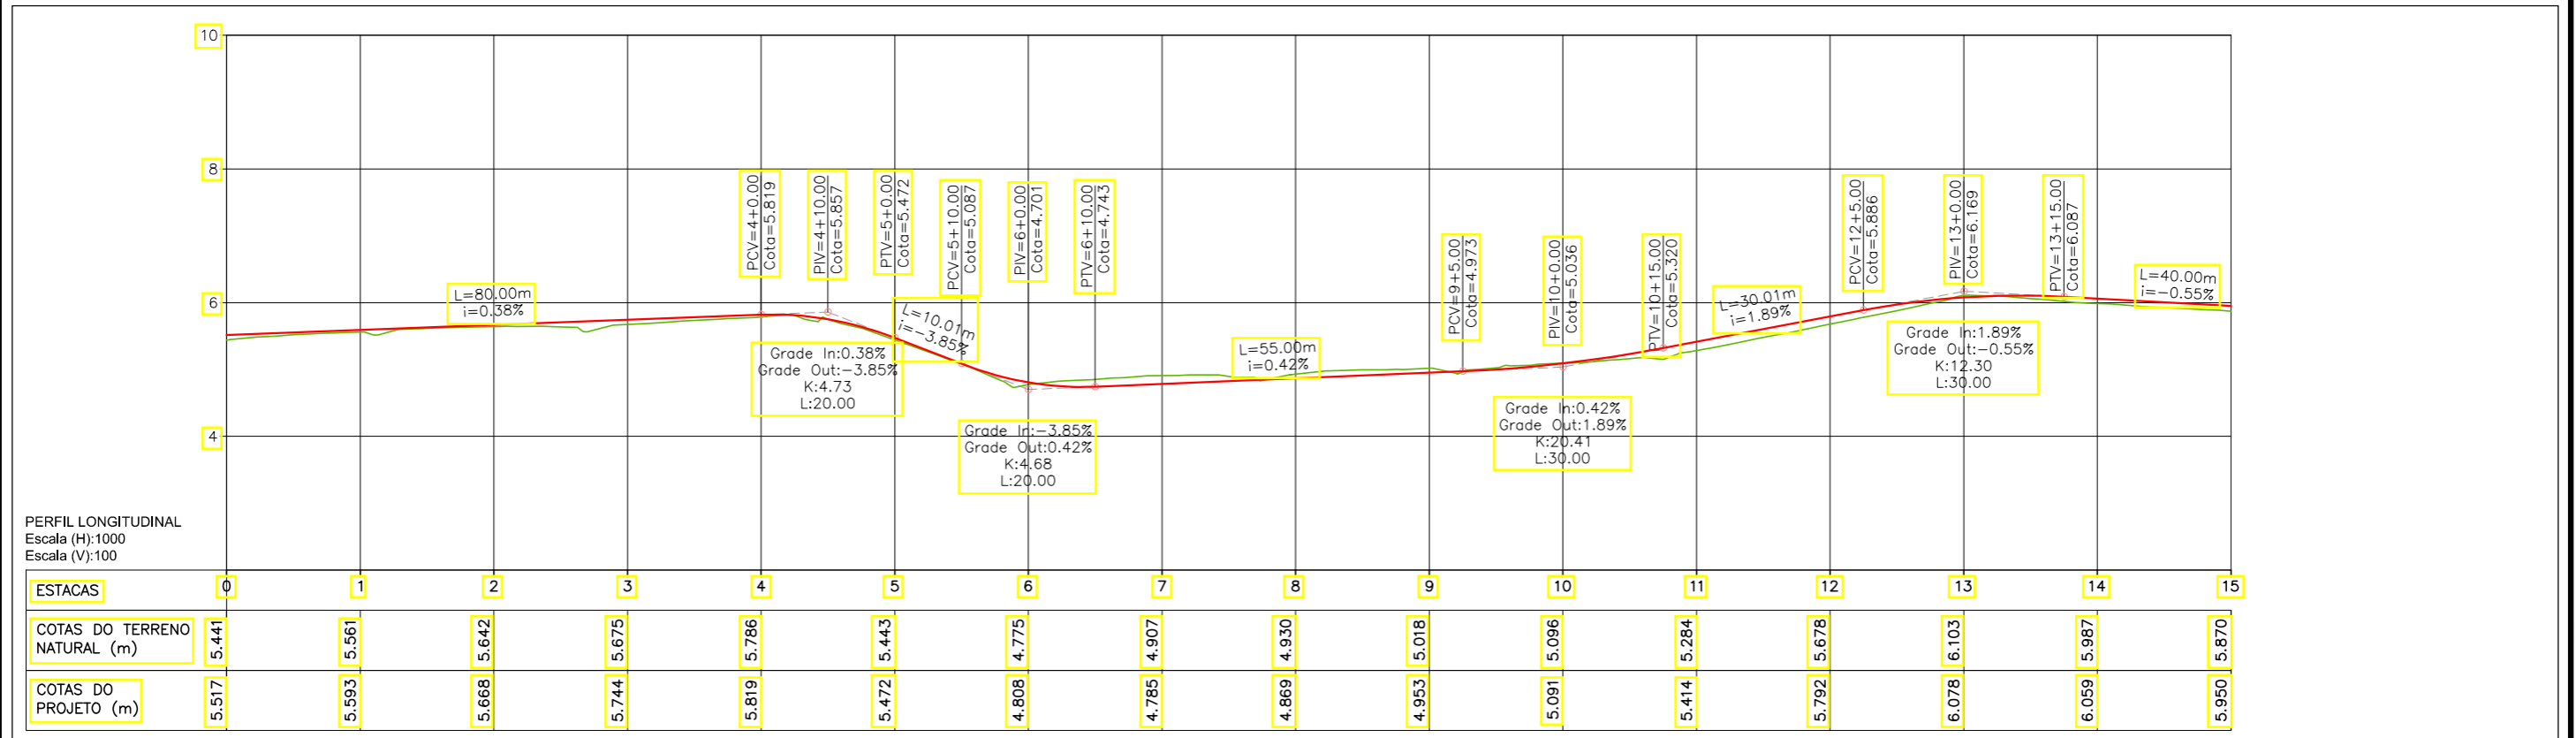 10
8
6
4
PCV=4+0.00
Cota=5.819
PIV=4+10.00
Cota=5.857
PTV=5+0.00
Cota=5.472
PCV=5+10.00
Cota=5.087
PIV=6+0.00
Cota=4.701
PTV=6+10.00
Cota=4.743
PCV=9+5.00
Cota=4.973
PIV=10+0.00
Cota=5.036
PTV=10+15.00
Cota=5.320
PCV=12+5.00
Cota=5.886
PIV=13+0.00
Cota=6.169
PTV=13+15.00
Cota=6.087
L=80.00m
i=0.38%
L=10.01m
i=−3.85%
L=55.00m
i=0.42%
L=30.01m
i=1.89%
L=40.00m
i=−0.55%
Grade In:0.38%
Grade Out:−3.85%
K:4.73
L:20.00
Grade In:−3.85%
Grade Out:0.42%
K:4.68
L:20.00
Grade In:0.42%
Grade Out:1.89%
K:20.41
L:30.00
Grade In:1.89%
Grade Out:−0.55%
K:12.30
L:30.00
PERFIL LONGITUDINAL
Escala (H):1000
Escala (V):100
ESTACAS 0 1 2 3 4 5 6 7 8 9 10 11 12 13 14 15
COTAS DO TERRENO
NATURAL (m) 5.441 5.561 5.642 5.675 5.786 5.443 4.775 4.907 4.930 5.018 5.096 5.284 5.678 6.103 5.987 5.870
COTAS DO
PROJETO (m) 5.517 5.593 5.668 5.744 5.819 5.472 4.808 4.785 4.869 4.953 5.091 5.414 5.792 6.078 6.059 5.950